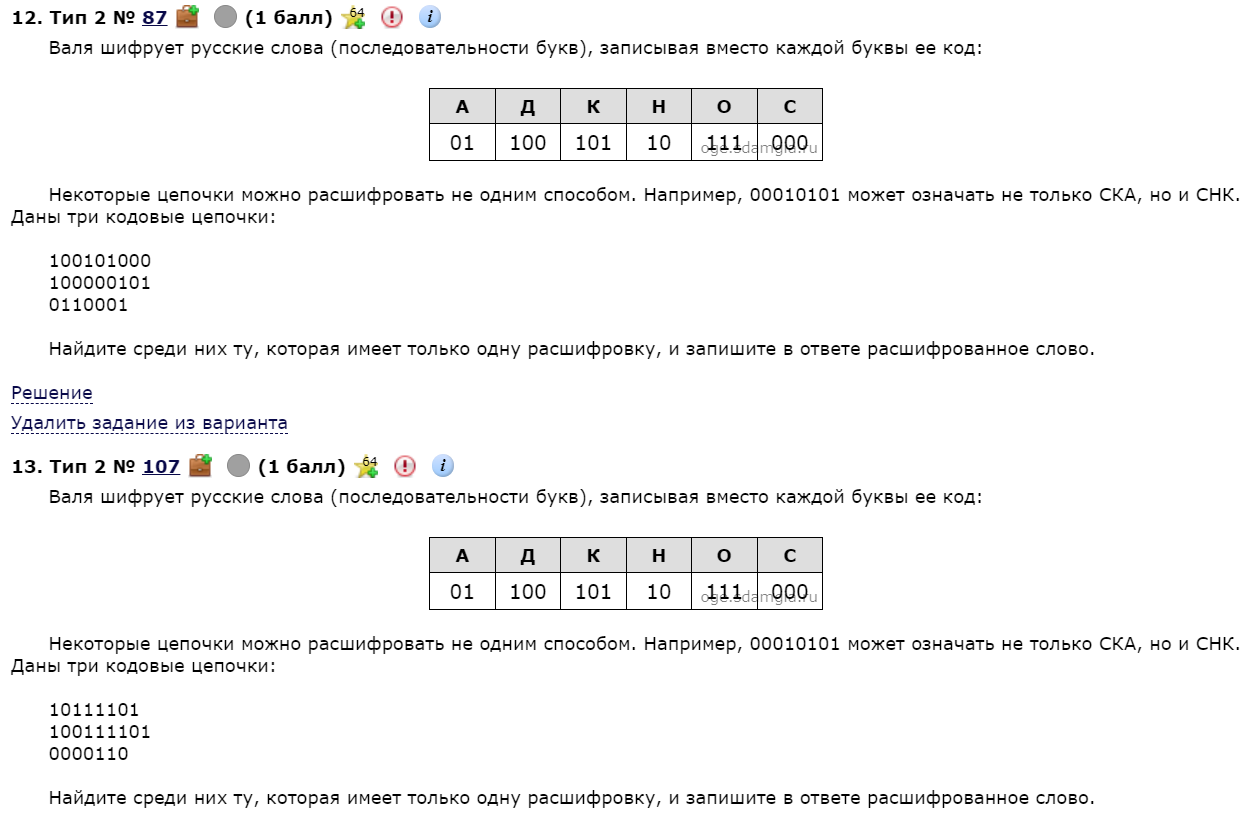 12. Тип 2 № 87 64 (1 балл) i
Валя шифрует русские слова (последовательности букв), записывая вместо каждой буквы ее код:
А Д К Н О С
01 100 101 10 111 000
oge.sdamgia.ru
Некоторые цепочки можно расшифровать не одним способом. Например, 00010101 может означать не только СКА, но и СНК.
Даны три кодовые цепочки:
100101000
100000101
0110001
Найдите среди них ту, которая имеет только одну расшифровку, и запишите в ответе расшифрованное слово.
Решение
Удалить задание из варианта
13. Тип 2 № 107 (1 балл) 64 i
Валя шифрует русские слова (последовательности букв), записывая вместо каждой буквы ее код:
А Д К Н О С
01 100 101 10 111 000
oge.sdamgia.ru
Некоторые цепочки можно расшифровать не одним способом. Например, 00010101 может означать не только СКА, но и СНК.
Даны три кодовые цепочки:
10111101
100111101
0000110
Найдите среди них ту, которая имеет только одну расшифровку, и запишите в ответе расшифрованное слово.